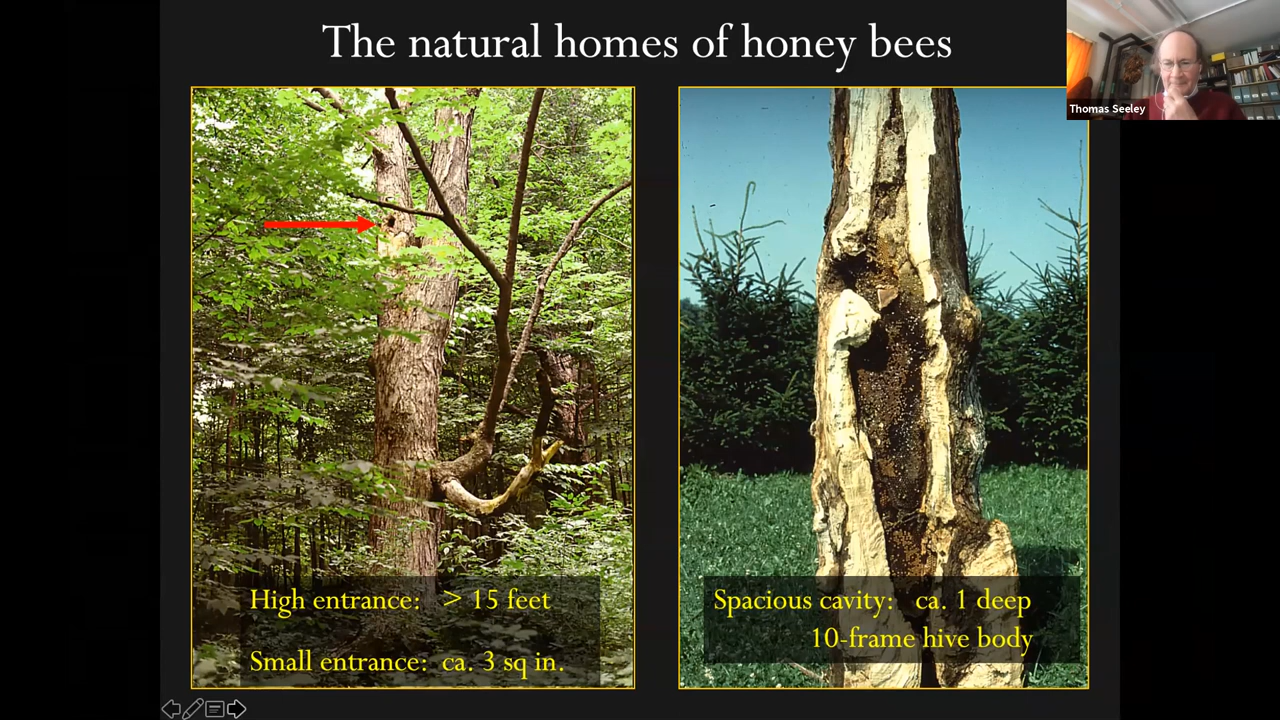 The natural homes of honey bees
Thomas Seeley
High entrance: > 15 feet
Small entrance: ca. 3 sq in.
Spacious cavity: ca. 1 deep
10-frame hive body